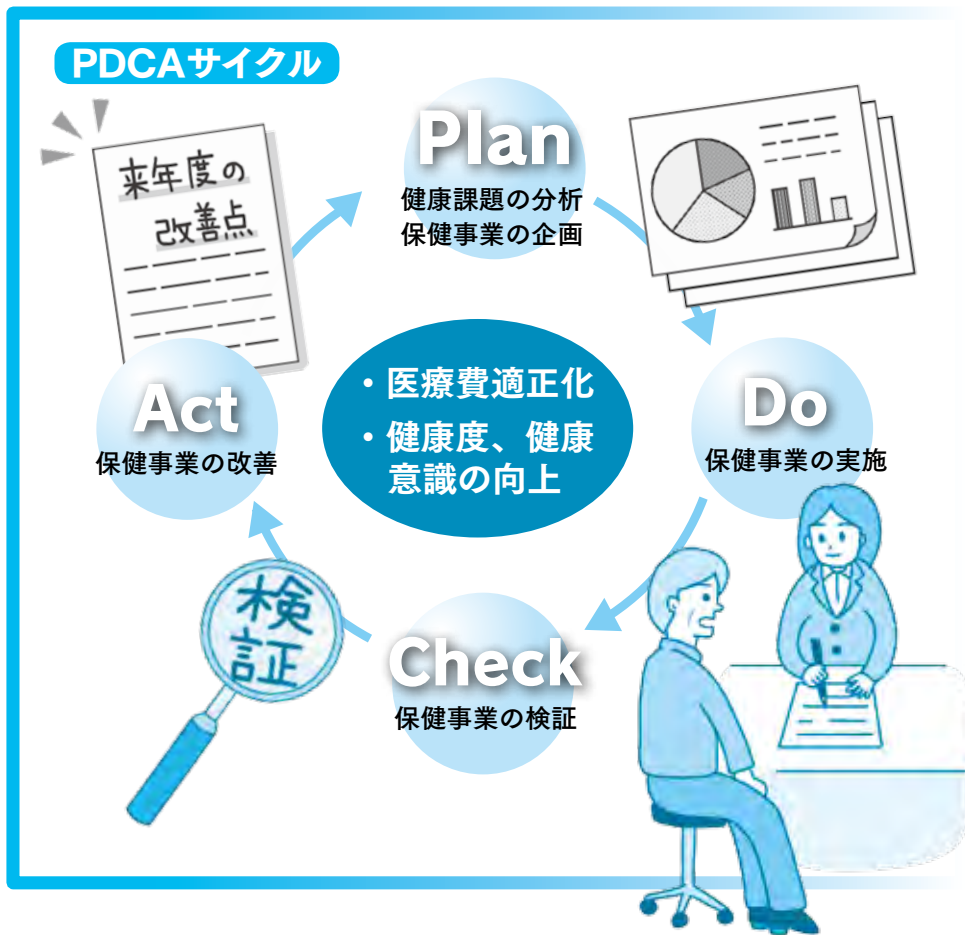 PDCAサイクル
来年度の
改善点
Plan
健康課題の分析
保健事業の企画
Do
保健事業の実施
・医療費適正化
・健康度、健康
意識の向上
Act
保健事業の改善
検
証
Check
保健事業の検証